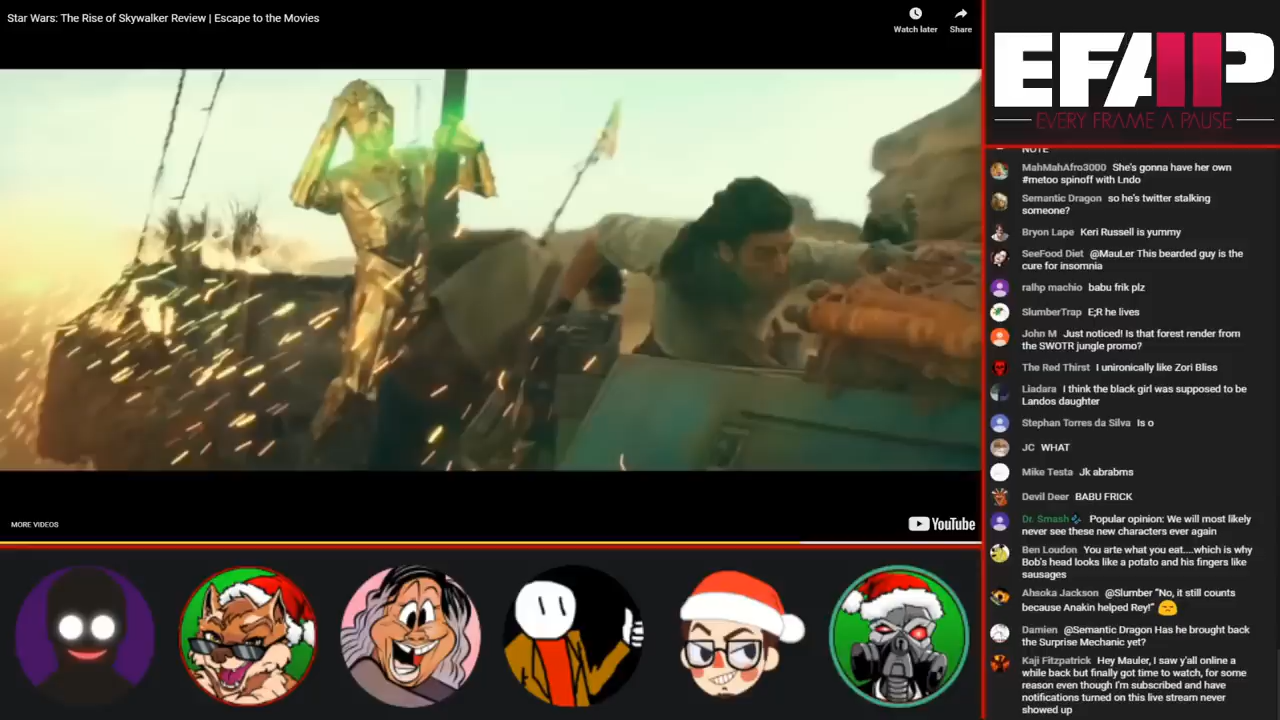 Star Wars: The Rise of Skywalker Review | Escape to the Movies
Watch later
Share
MORE VIDEOS
YouTube
EFAP
EVERY FRAME A PAUSE
NOTE
MahMahAfro3000 She's gonna have her own
#metoo spinoff with Lndo
Semantic Dragon so he's twitter stalking
someone?
Bryon Lape Keri Russell is yummy
SeeFood Diet @MauLer This bearded guy is the
cure for insomnia
ralhp machio babu frik plz
SlumberTrap E;R he lives
John M Just noticed! Is that forest render from
the SWOTR jungle promo?
The Red Thirst I unironically like Zori Bliss
Liadara I think the black girl was supposed to be
Landos daughter
Stephan Torres da Silva Is o
JC WHAT
Mike Testa Jk abrabms
Devil Deer BABU FRICK
Dr. Smash Popular opinion: We will most likely
never see these new characters ever again
Ben Loudon You arte what you eat....which is why
Bob's head looks like a potato and his fingers like
sausages
Ahsoka Jackson @Slumber "No, it still counts
because Anakin helped Rey!"
Damien @Semantic Dragon Has he brought back
the Surprise Mechanic yet?
Kaji Fitzpatrick Hey Mauler, I saw y'all online a
while back but finally got time to watch, for some
reason even though I'm subscribed and have
notifications turned on this live stream never
showed up